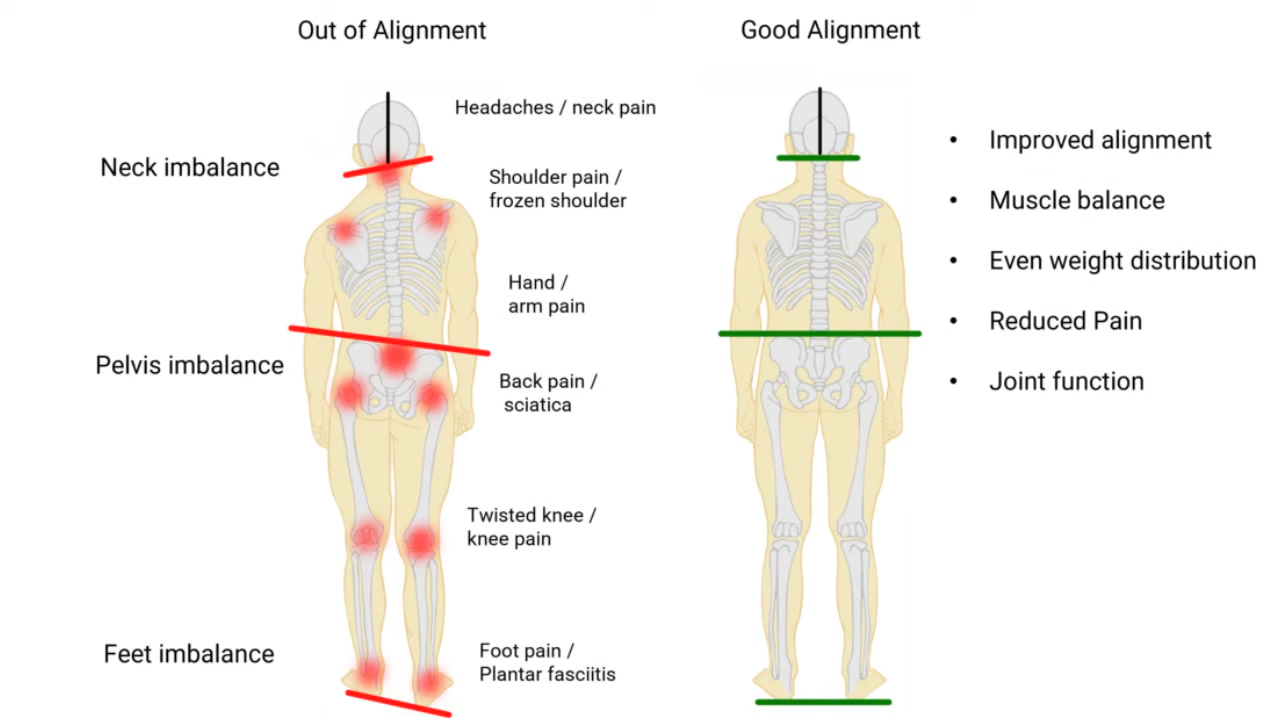 Out of Alignment
Good Alignment
Neck imbalance
Pelvis imbalance
Feet imbalance
Headaches / neck pain
Shoulder pain /
frozen shoulder
Hand /
arm pain
Back pain /
sciatica
Twisted knee /
knee pain
Foot pain /
Plantar fasciitis
• Improved alignment
• Muscle balance
• Even weight distribution
• Reduced Pain
• Joint function